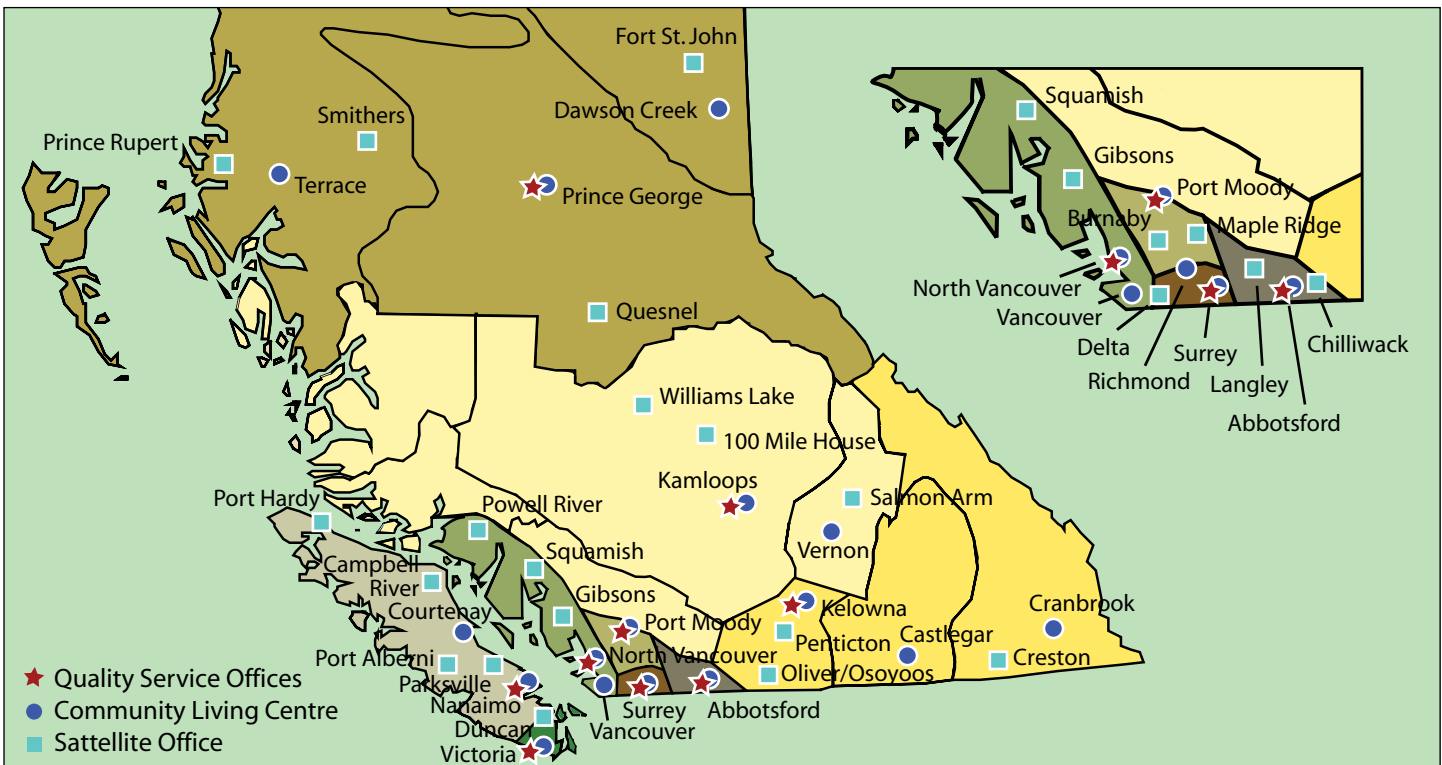 Fort St. John
Dawson Creek
Smithers
Prince Rupert
Terrace
Prince George
Quesnel
Williams Lake
100 Mile House
Kamloops
Salmon Arm
Vernon
Port Hardy
Powell River
Squamish
Campbell
River
Gibsons
Courtenay
Port Moody
Kelowna
Cranbrook
Penticton
Castlegar
North Vancouver
Port Alberni
Creston
Oliver/Osoyoos
Parksville
Nanaimo
Surrey
Abbotsford
Duncan
Vancouver
Victoria
Quality Service Offices
Community Living Centre
Sattellite Office
Squamish
Gibsons
Port Moody
Burnaby
Maple Ridge
North Vancouver
Vancouver
Delta
Surrey
Chilliwack
Richmond
Langley
Abbotsford